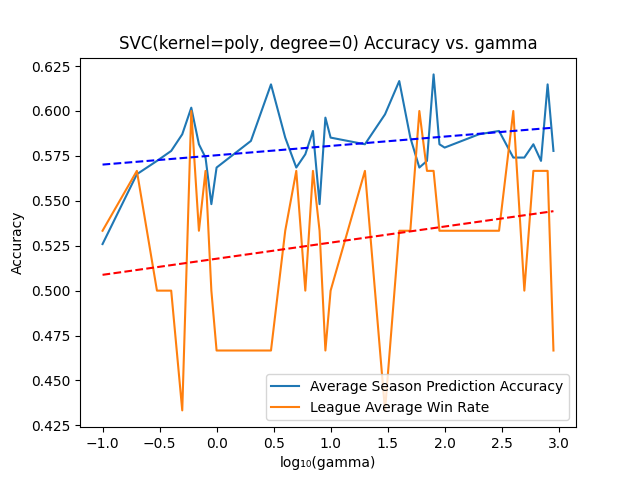 SVC(kernel=poly, degree=0) Accuracy vs. gamma
0.625
0.600
0.575
0.550
0.525
0.500
0.475
0.450
0.425
Accuracy
Average Season Prediction Accuracy
League Average Win Rate
−1.0 −0.5 0.0 0.5 1.0 1.5 2.0 2.5 3.0
log₁₀(gamma)